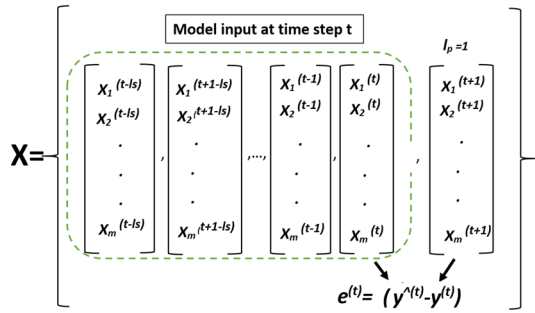 Model input at time step t
l_p =1
X= { [X_1^(t-ls) X_2^(t-ls) . . . X_m^(t-ls)] , [X_1^(t+1-ls) X_2^(t+1-ls) . . . X_m^(t+1-ls)] ,..., [X_1^(t-1) X_2^(t-1) . . . X_m^(t-1)] , [X_1^(t) X_2^(t) . . . X_m^(t)] , [X_1^(t+1) X_2^(t+1) . . . X_m^(t+1)] }
e^(t)= (y^^(t)-y^(t))